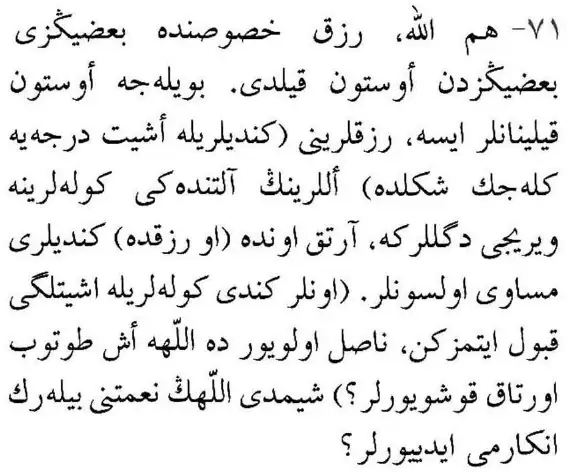 ٧١- هم الله، رزق خصوصنده بعضيڭزى
بعضيڭزدن أوستون قيلدى. بويله‌جه أوستون
قيلينانلر ايسه، رزقلرينى (كنديلريله أشيت درجه‌يه
كله‌جك شكلده) أللرينڭ آلتنده‌كى كوله‌لرينه
ويريجى دگللركه، آرتق اونده (او رزقده) كنديلرى
مساوى اولسونلر. (اونلر كندى كوله‌لريله اشيتلگى
قبول ايتمزكن، ناصل اولويور ده اللّهه أش طوتوب
اورتاق قوشويورلر؟) شيمدى اللّهڭ نعمتنى بيله‌رك
انكارمى ايدييورلر؟